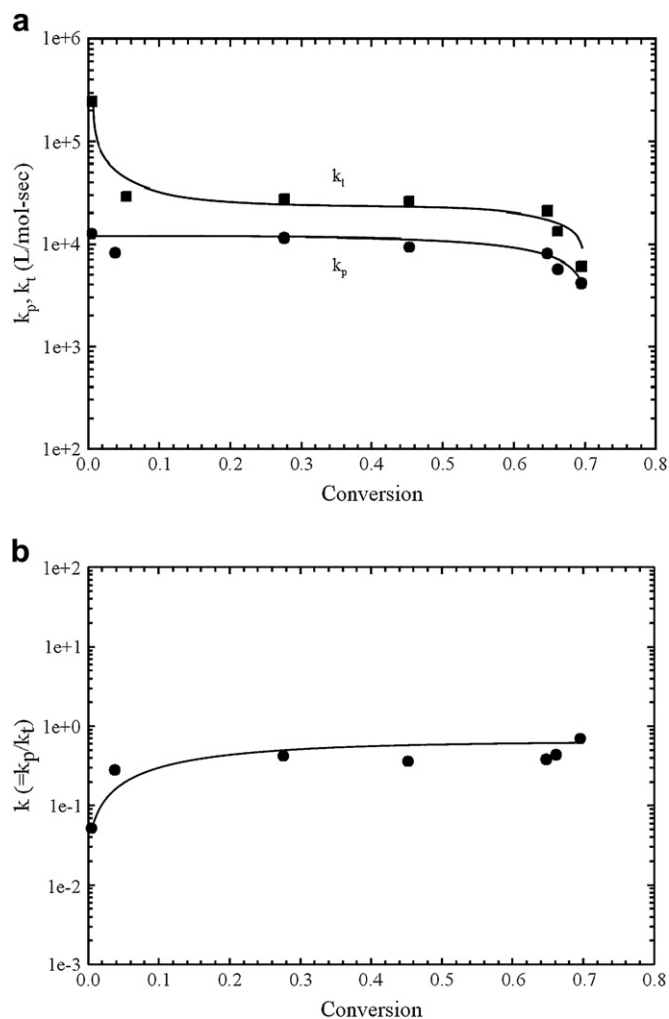 a
1e+6
1e+5
1e+4
1e+3
1e+2
kₚ, kₜ (L/mol-sec)
kₜ
kₚ
0.0 0.1 0.2 0.3 0.4 0.5 0.6 0.7 0.8
Conversion
b
1e+2
1e+1
1e+0
1e-1
1e-2
1e-3
k (=kp/kt)
0.0 0.1 0.2 0.3 0.4 0.5 0.6 0.7 0.8
Conversion